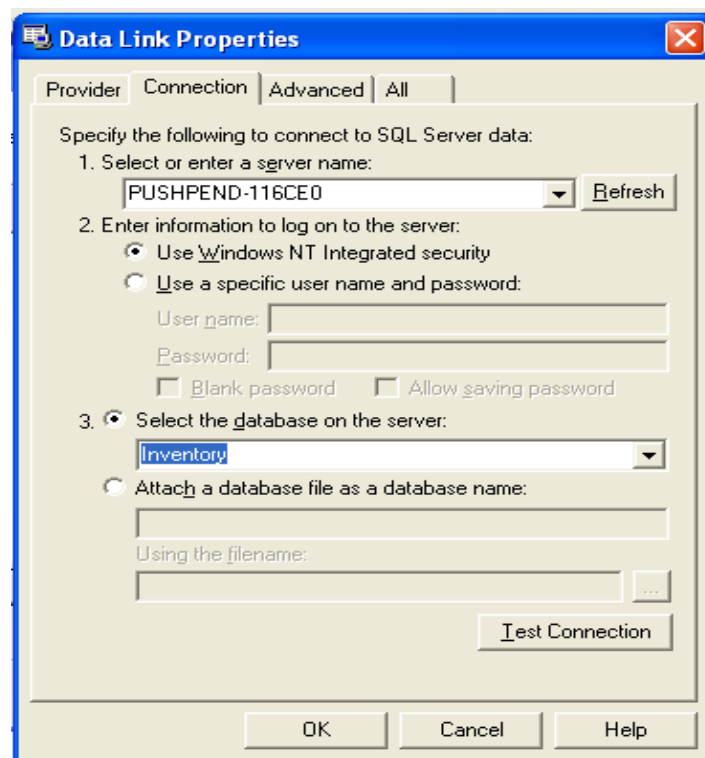 Data Link Properties
Provider Connection Advanced All
Specify the following to connect to SQL Server data:
1. Select or enter a server name:
PUSHPEND-116CE0 Refresh
2. Enter information to log on to the server:
Use Windows NT Integrated security
Use a specific user name and password:
User name:
Password:
Blank password Allow saving password
3. Select the database on the server:
Inventory
Attach a database file as a database name:
Using the filename:
...
Test Connection
OK Cancel Help